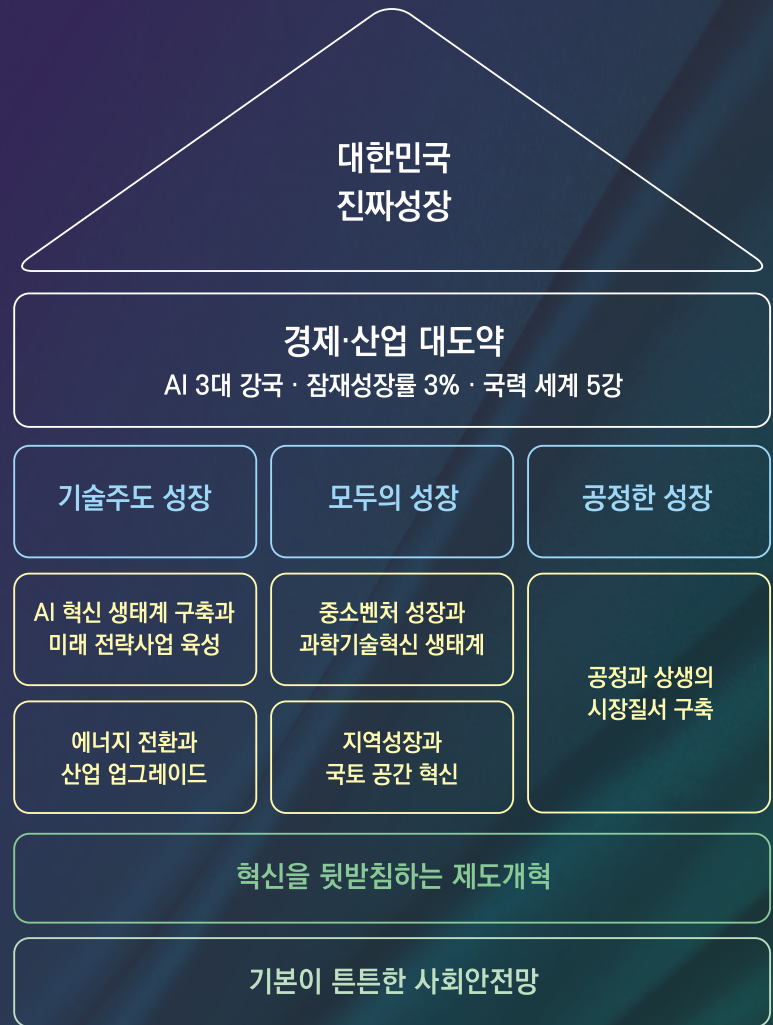 대한민국
진짜성장
경제·산업 대도약
AI 3대 강국 · 잠재성장률 3% · 국력 세계 5강
기술주도 성장
모두의 성장
공정한 성장
AI 혁신 생태계 구축과
미래 전략사업 육성
중소벤처 성장과
과학기술혁신 생태계
공정과 상생의
시장질서 구축
에너지 전환과
산업 업그레이드
지역성장과
국토 공간 혁신
혁신을 뒷받침하는 제도개혁
기본이 튼튼한 사회안전망